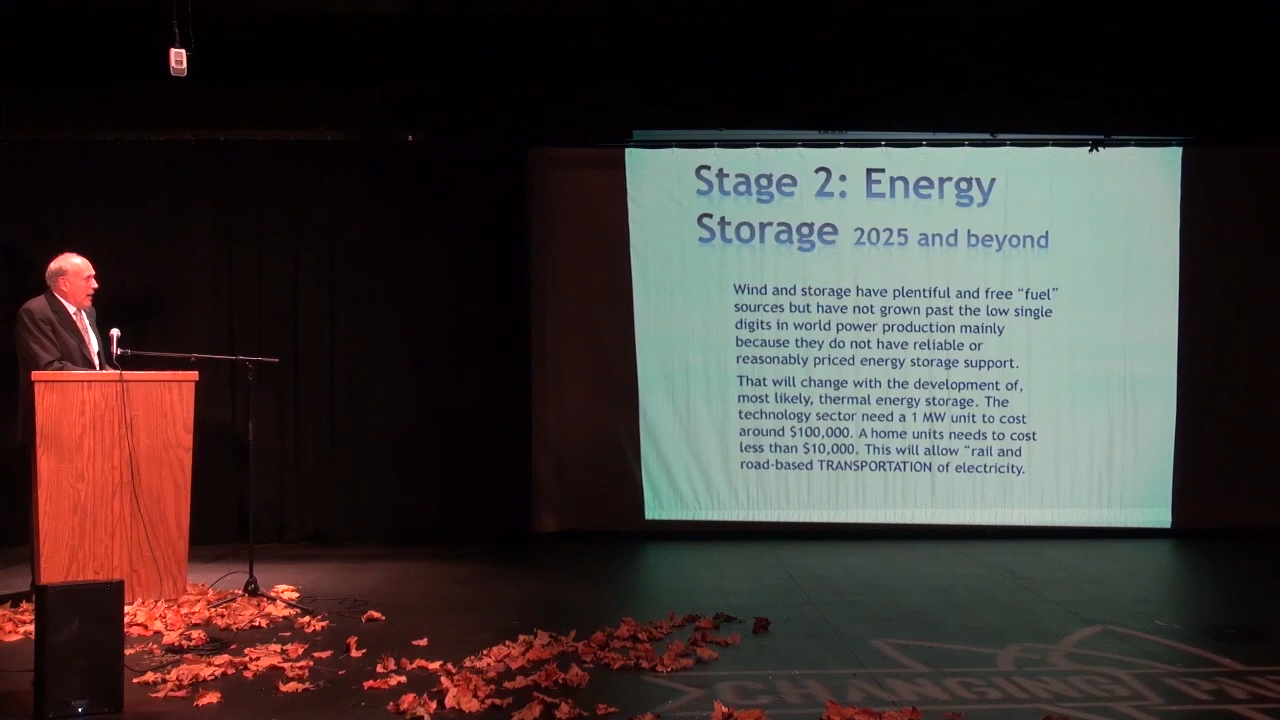 Stage 2: Energy
Storage 2025 and beyond
Wind and storage have plentiful and free “fuel”
sources but have not grown past the low single
digits in world power production mainly
because they do not have reliable or
reasonably priced energy storage support.
That will change with the development of,
most likely, thermal energy storage. The
technology sector need a 1 MW unit to cost
around $100,000. A home units needs to cost
less than $10,000. This will allow “rail and
road-based TRANSPORTATION of electricity.
CHANGING